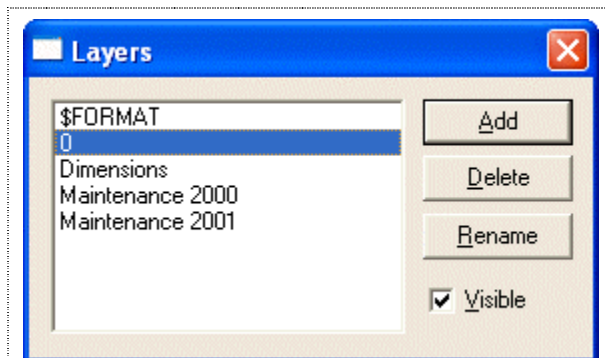 Layers
$FORMAT
0
Dimensions
Maintenance 2000
Maintenance 2001
Add
Delete
Rename
Visible